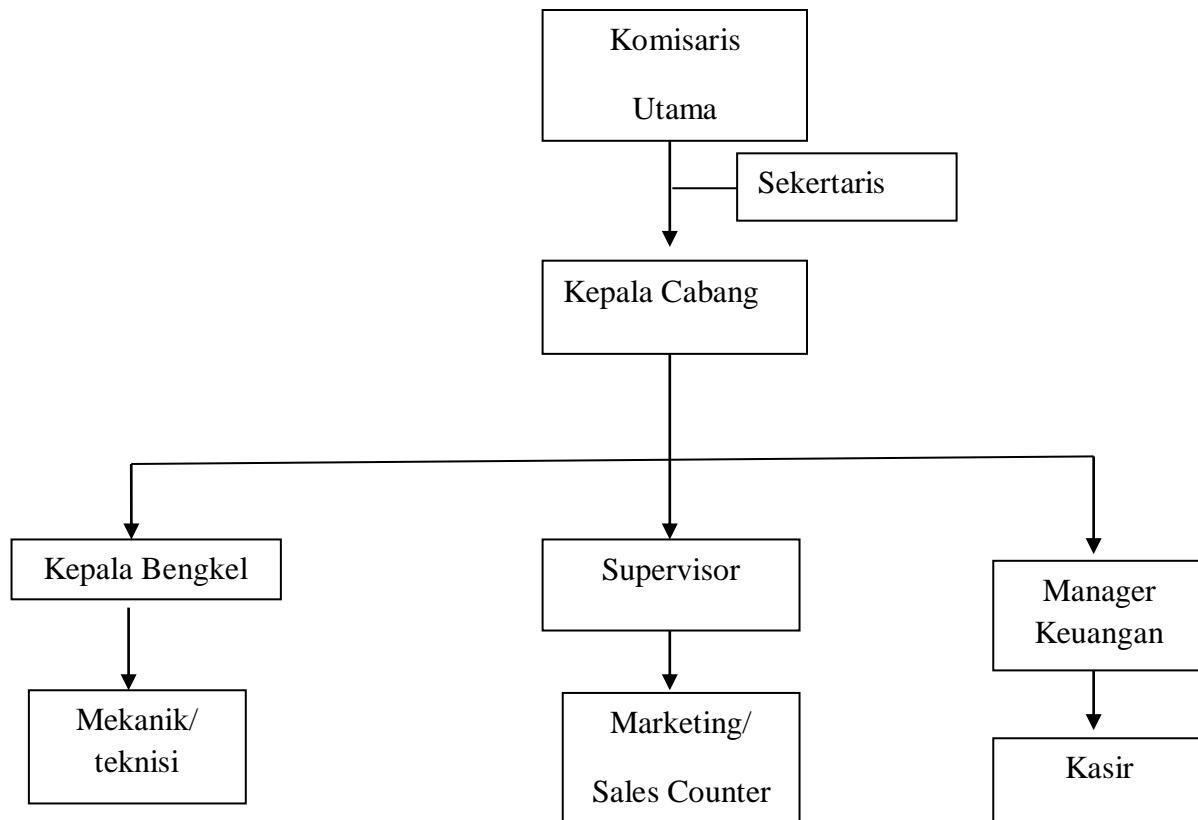 Komisaris
Utama
Sekertaris
Kepala Cabang
Kepala Bengkel
Supervisor
Manager
Keuangan
Mekanik/
teknisi
Marketing/
Sales Counter
Kasir